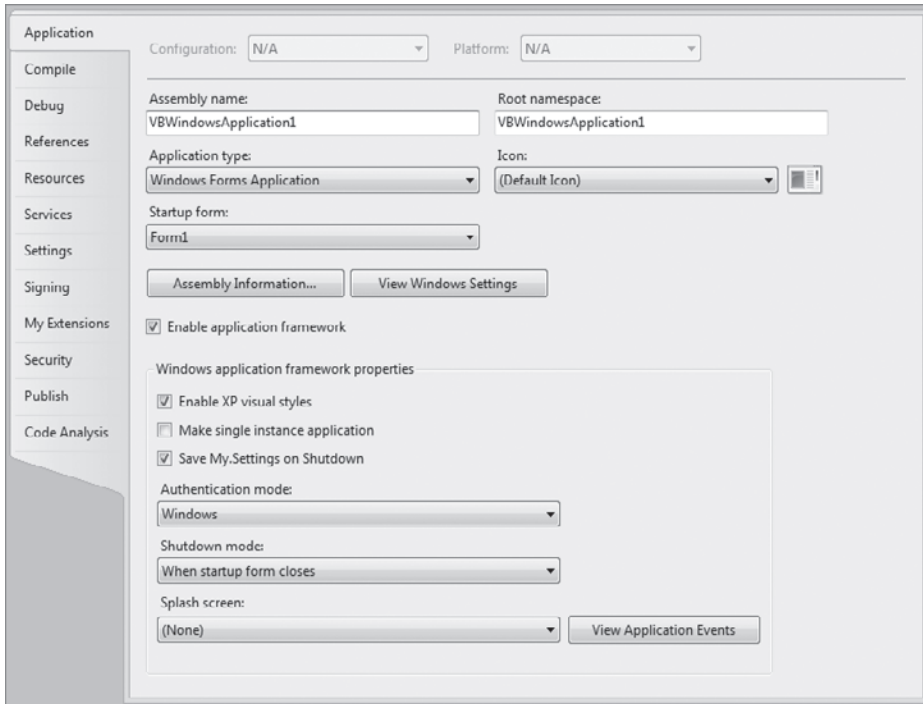 Application
Compile
Debug
References
Resources
Services
Settings
Signing
My Extensions
Security
Publish
Code Analysis
Configuration: N/A Platform: N/A
Assembly name: Root namespace:
VBWindowsApplication1 VBWindowsApplication1
Application type: Icon:
Windows Forms Application (Default Icon)
Startup form:
Form1
Assembly Information... View Windows Settings
Enable application framework
Windows application framework properties
Enable XP visual styles
Make single instance application
Save My.Settings on Shutdown
Authentication mode:
Windows
Shutdown mode:
When startup form closes
Splash screen:
(None) View Application Events